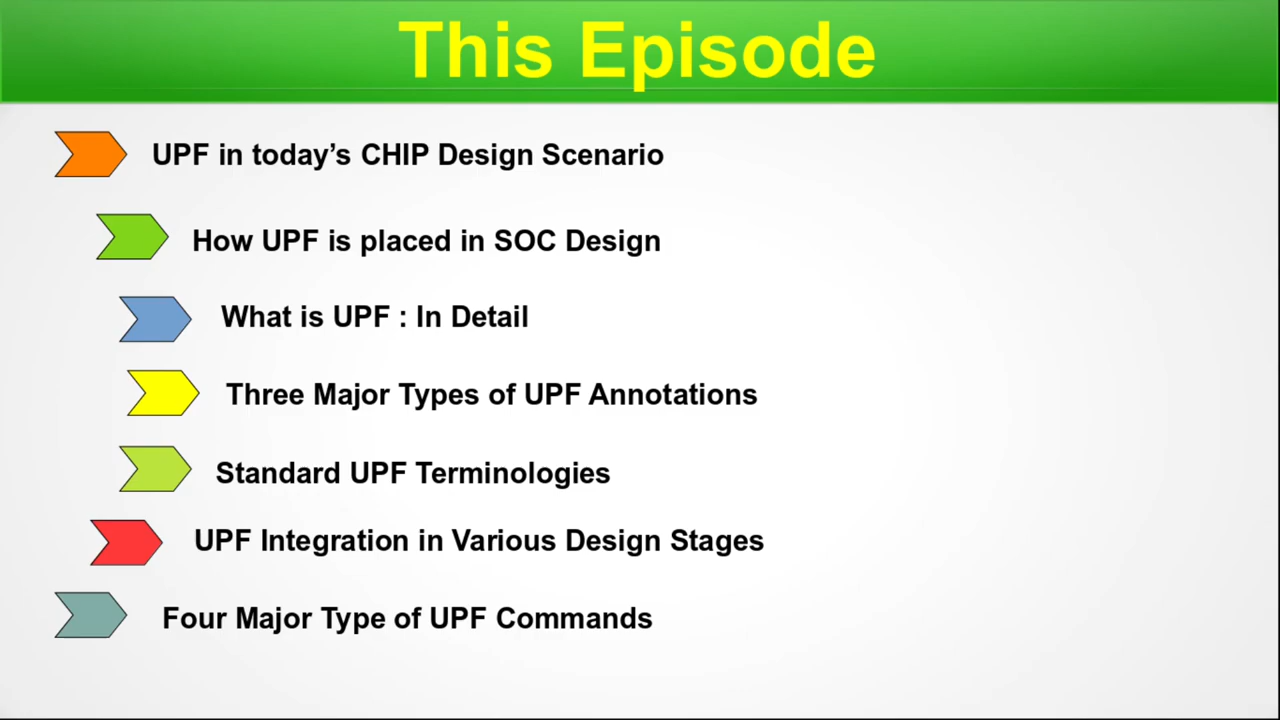 This Episode
UPF in today’s CHIP Design Scenario
How UPF is placed in SOC Design
What is UPF : In Detail
Three Major Types of UPF Annotations
Standard UPF Terminologies
UPF Integration in Various Design Stages
Four Major Type of UPF Commands